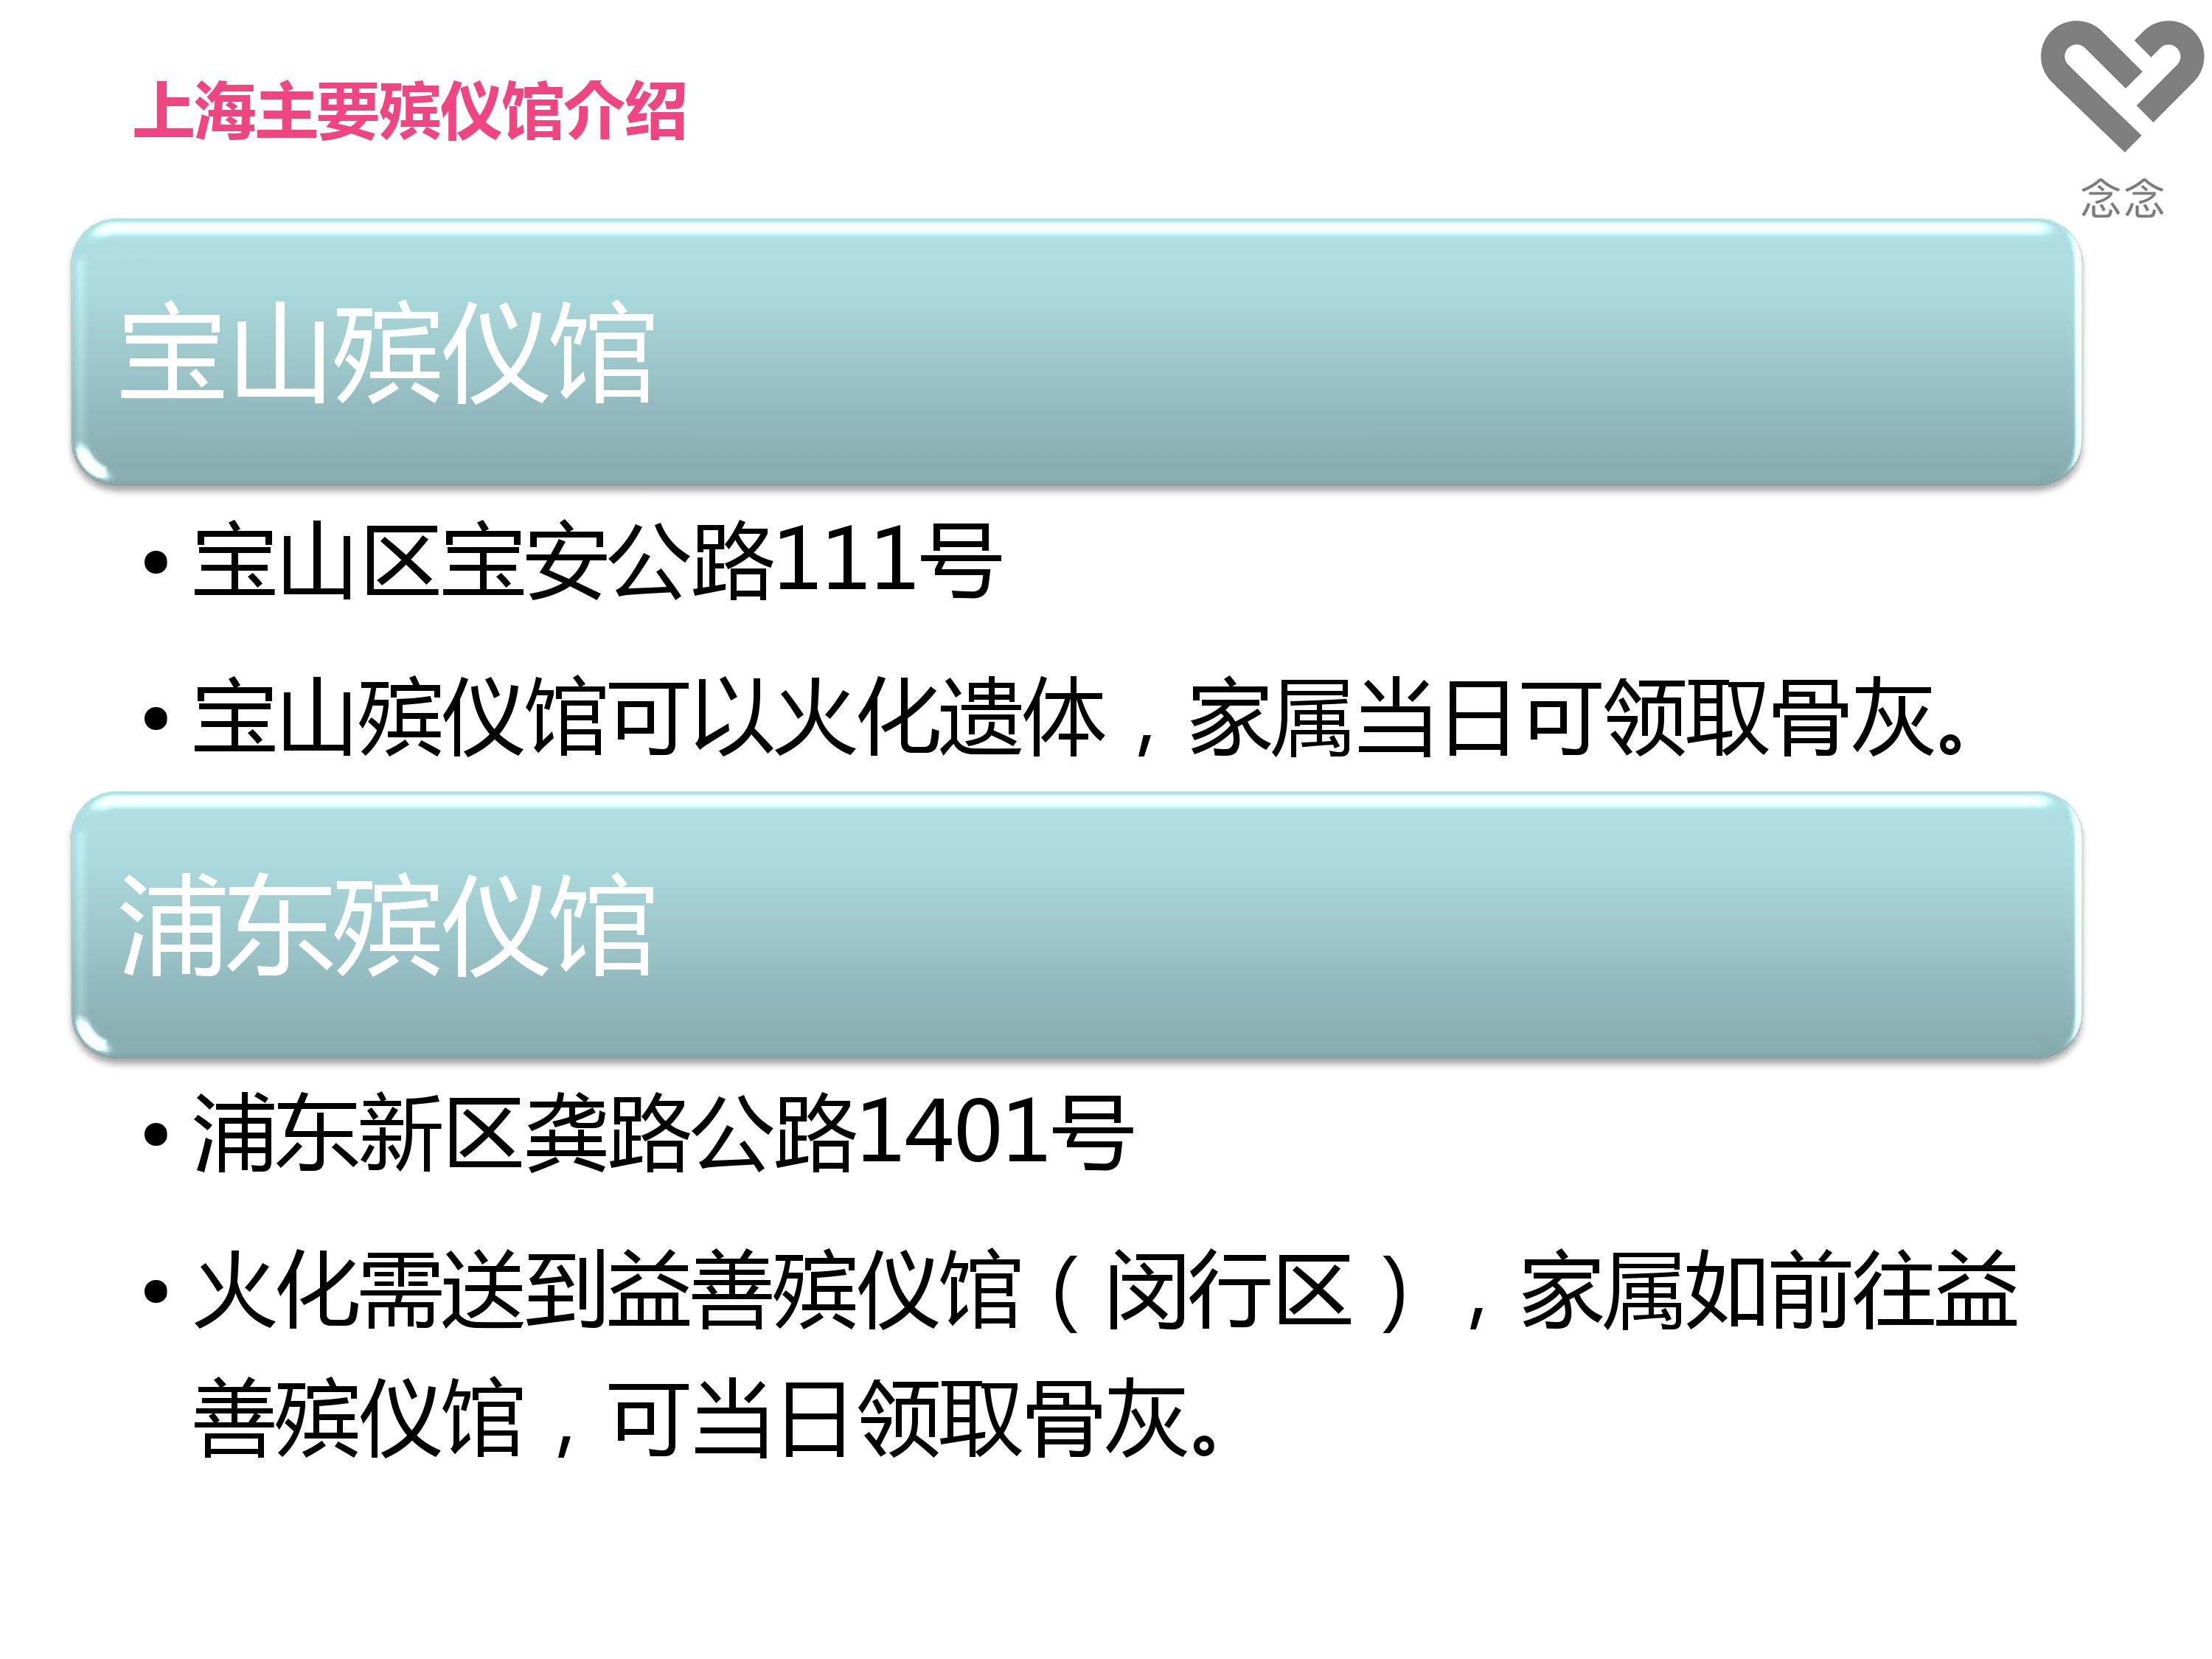 上海主要殡仪馆介绍
念念
宝山殡仪馆
• 宝山区宝安公路111号
• 宝山殡仪馆可以火化遗体，家属当日可领取骨灰。
浦东殡仪馆
• 浦东新区龚路公路1401号
• 火化需送到益善殡仪馆（闵行区），家属如前往益
善殡仪馆，可当日领取骨灰。